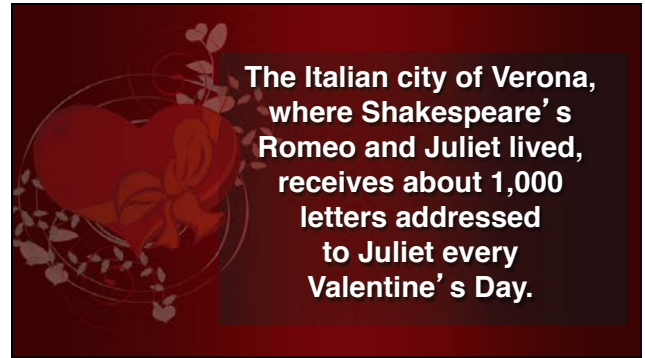 The Italian city of Verona,
where Shakespeare’s
Romeo and Juliet lived,
receives about 1,000
letters addressed
to Juliet every
Valentine’s Day.